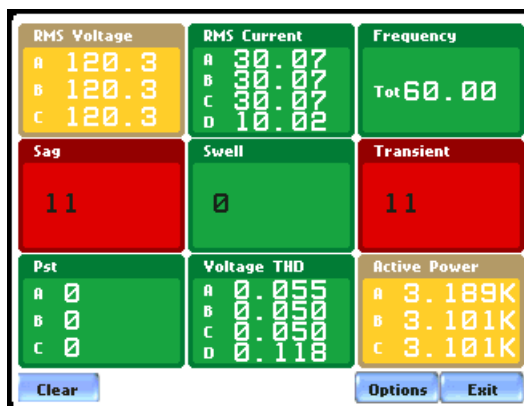 RMS Voltage
A 120.3
B 120.3
C 120.3
RMS Current
A 30.07
B 30.07
C 30.07
D 10.02
Frequency
Tot 60.00
Sag
11
Swell
0
Transient
11
Pst
A 0
B 0
C 0
Voltage THD
A 0.055
B 0.050
C 0.050
D 0.118
Active Power
A 3.189K
B 3.101K
C 3.101K
Clear
Options
Exit